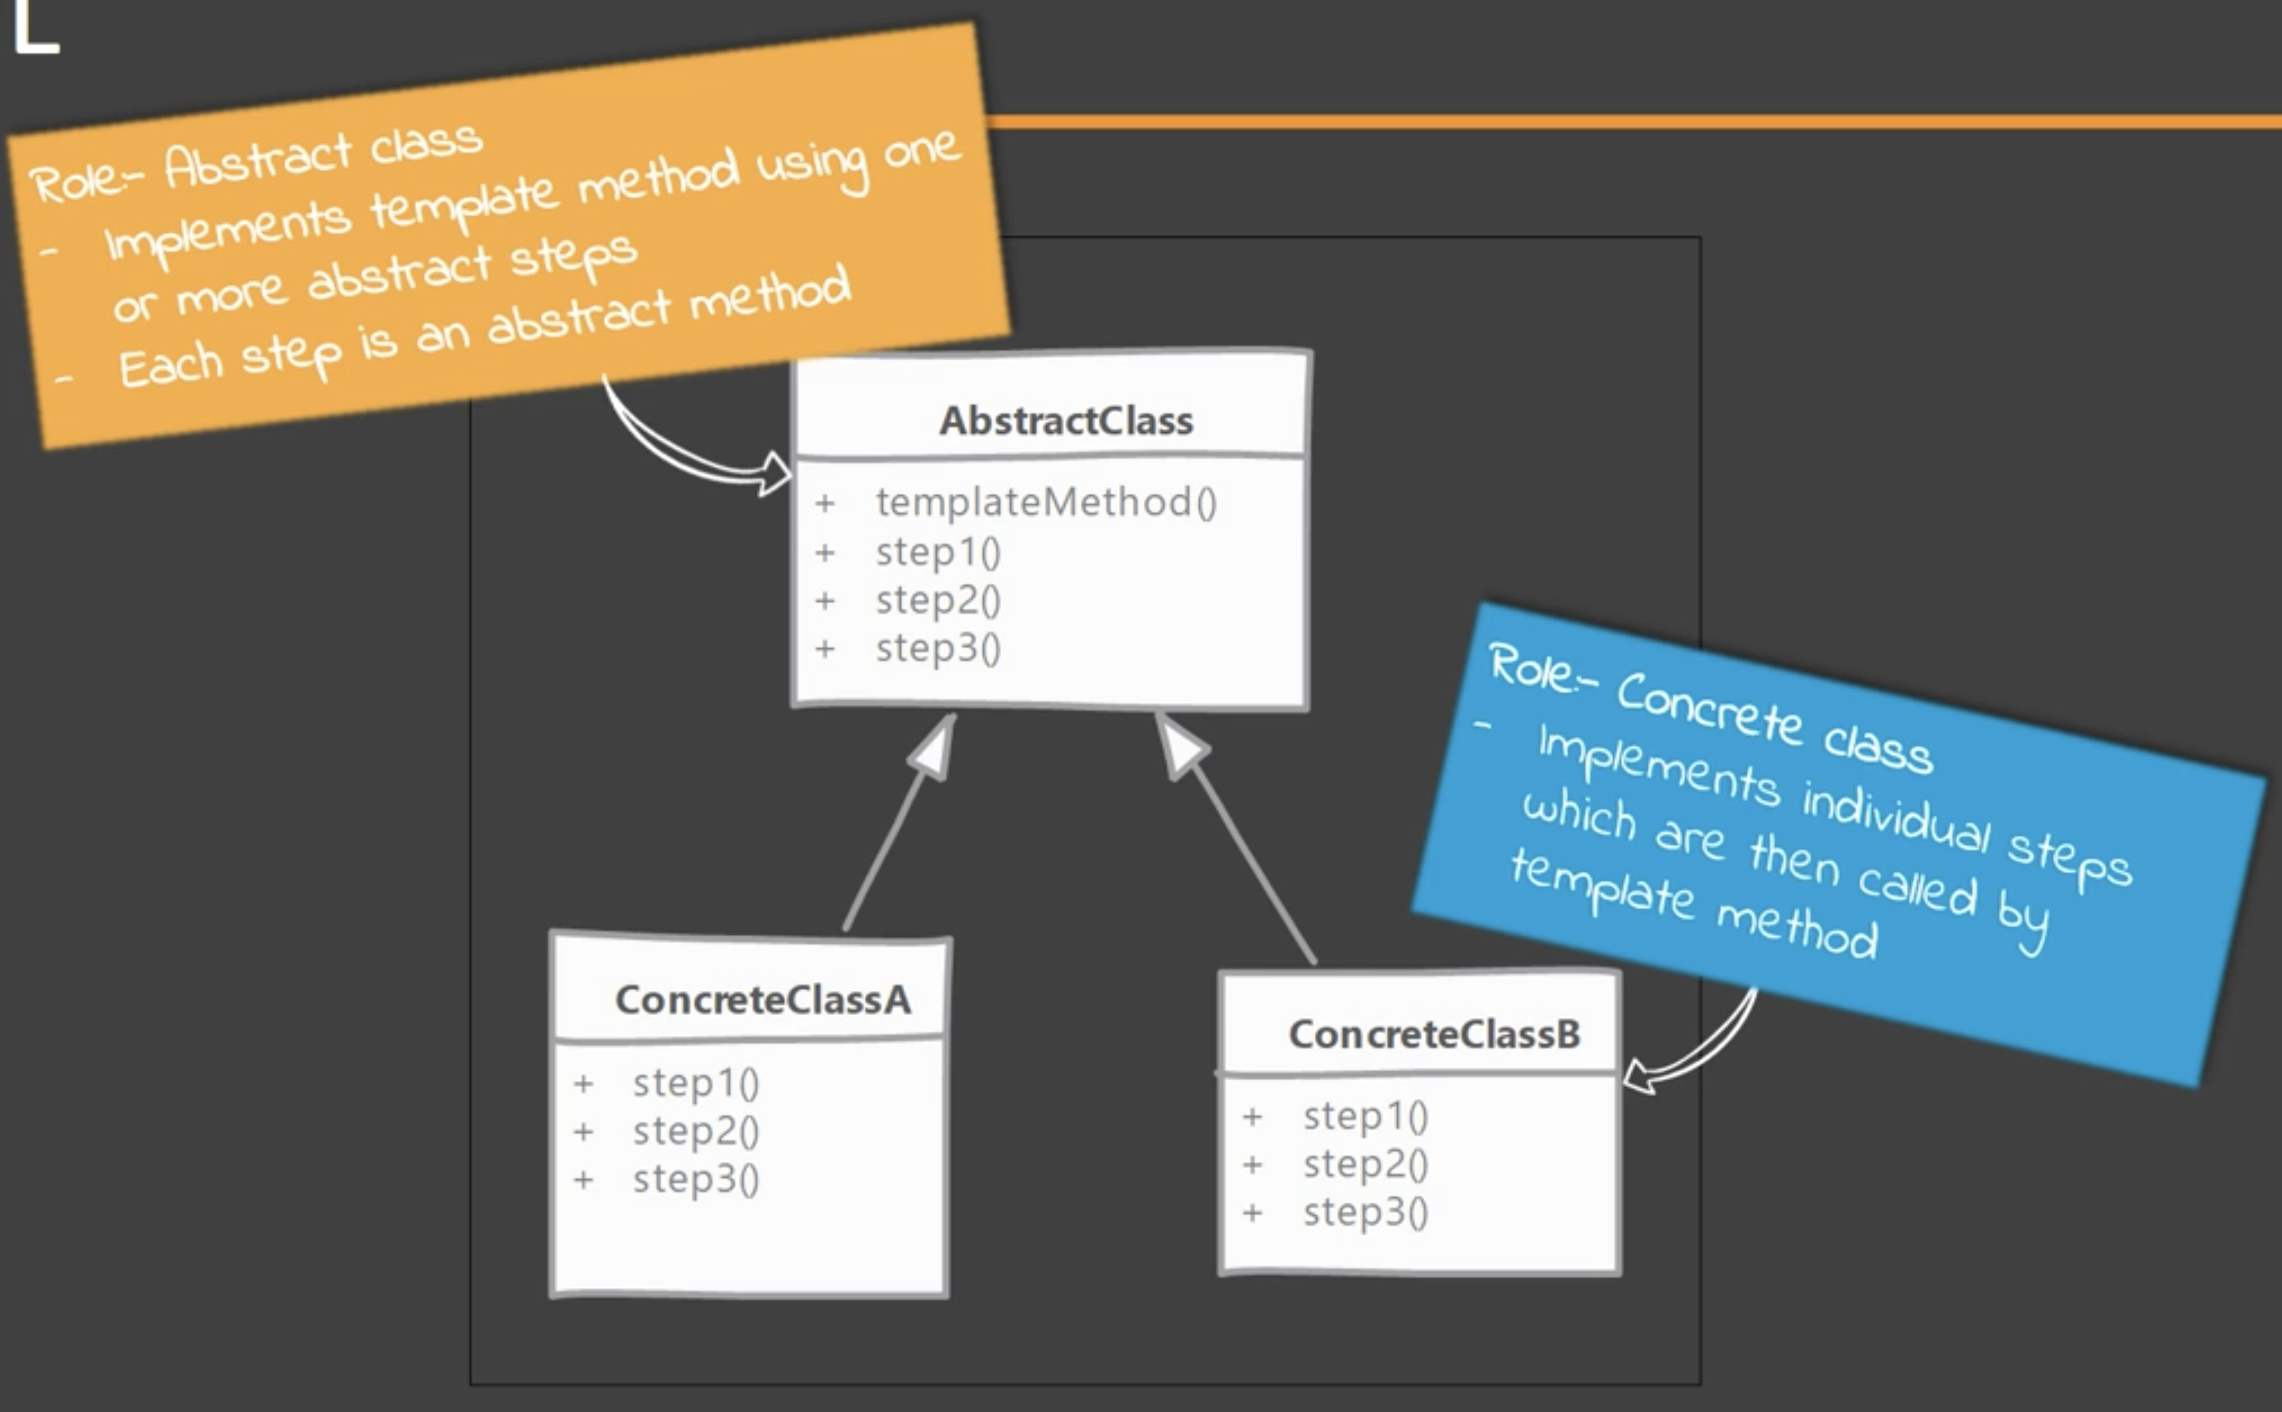 L
Role:- Abstract class
- Implements template method using one
or more abstract steps
- Each step is an abstract method
AbstractClass
+ templateMethod()
+ step1()
+ step2()
+ step3()
Role:- Concrete class
- Implements individual steps
which are then called by
template method
ConcreteClassA
+ step1()
+ step2()
+ step3()
ConcreteClassB
+ step1()
+ step2()
+ step3()